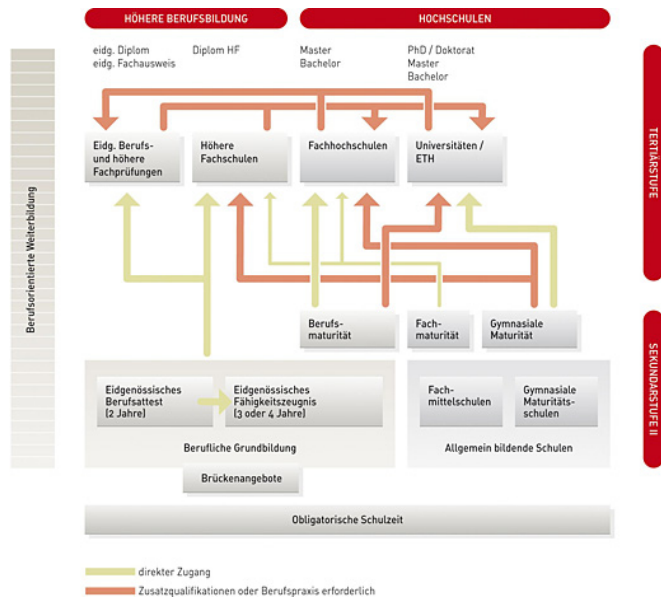 HÖHERE BERUFSBILDUNG
HOCHSCHULEN
eidg. Diplom
eidg. Fachausweis
Diplom HF
Master
Bachelor
PhD / Doktorat
Master
Bachelor
Eidg. Berufs-
und höhere
Fachprüfungen
Höhere
Fachschulen
Fachhochschulen
Universitäten /
ETH
TERTIÄRSTUFE
Berufsorientierte Weiterbildung
Berufs-
maturität
Fach-
maturität
Gymnasiale
Maturität
SEKUNDARSTUFE II
Eidgenössisches
Berufsattest
(2 Jahre)
Eidgenössisches
Fähigkeitszeugnis
(3 oder 4 Jahre)
Fach-
mittelschulen
Gymnasiale
Maturitäts-
schulen
Berufliche Grundbildung
Allgemein bildende Schulen
Brückenangebote
Obligatorische Schulzeit
direkter Zugang
Zusatzqualifikationen oder Berufspraxis erforderlich